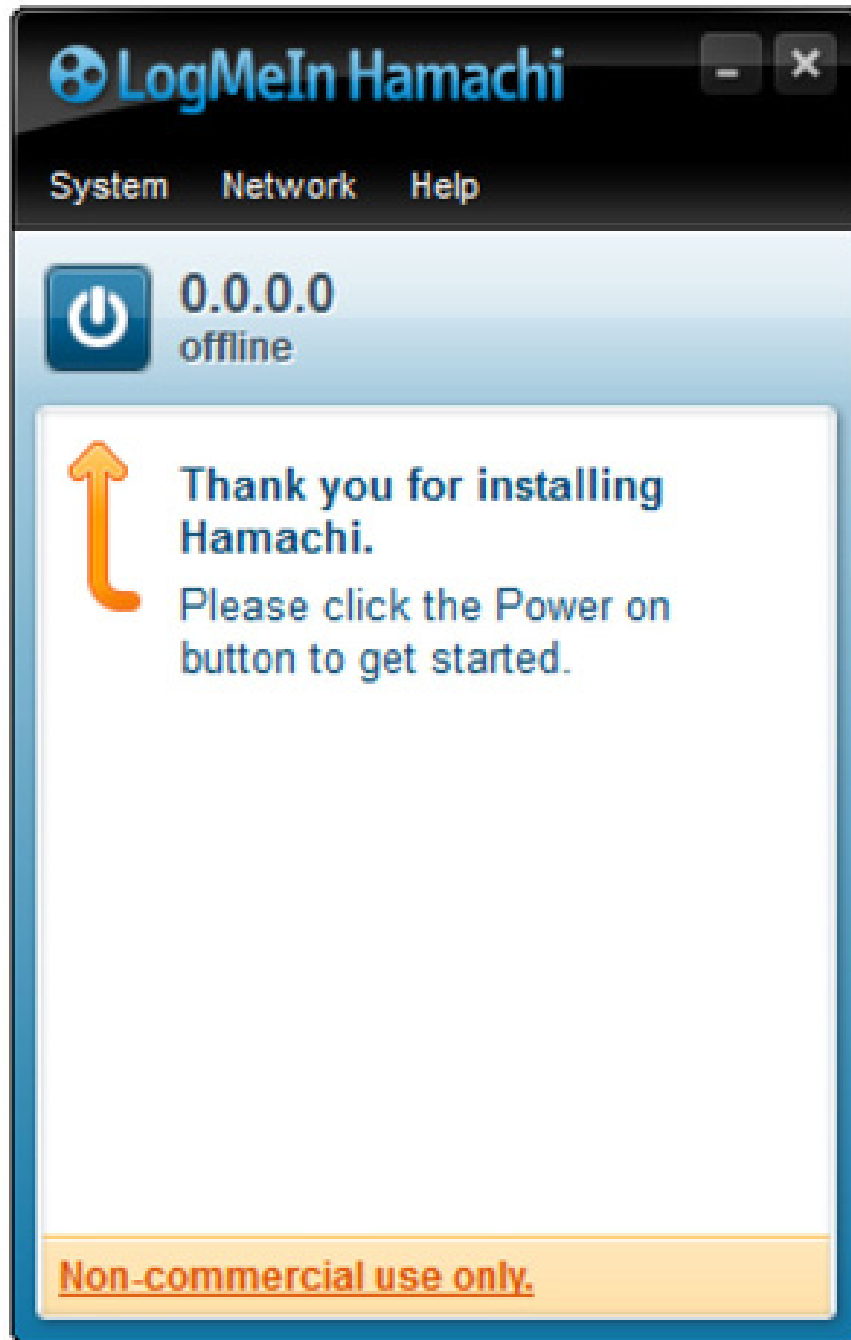 LogMeIn Hamachi
System Network Help
0.0.0.0
offline
Thank you for installing
Hamachi.
Please click the Power on
button to get started.
Non-commercial use only.